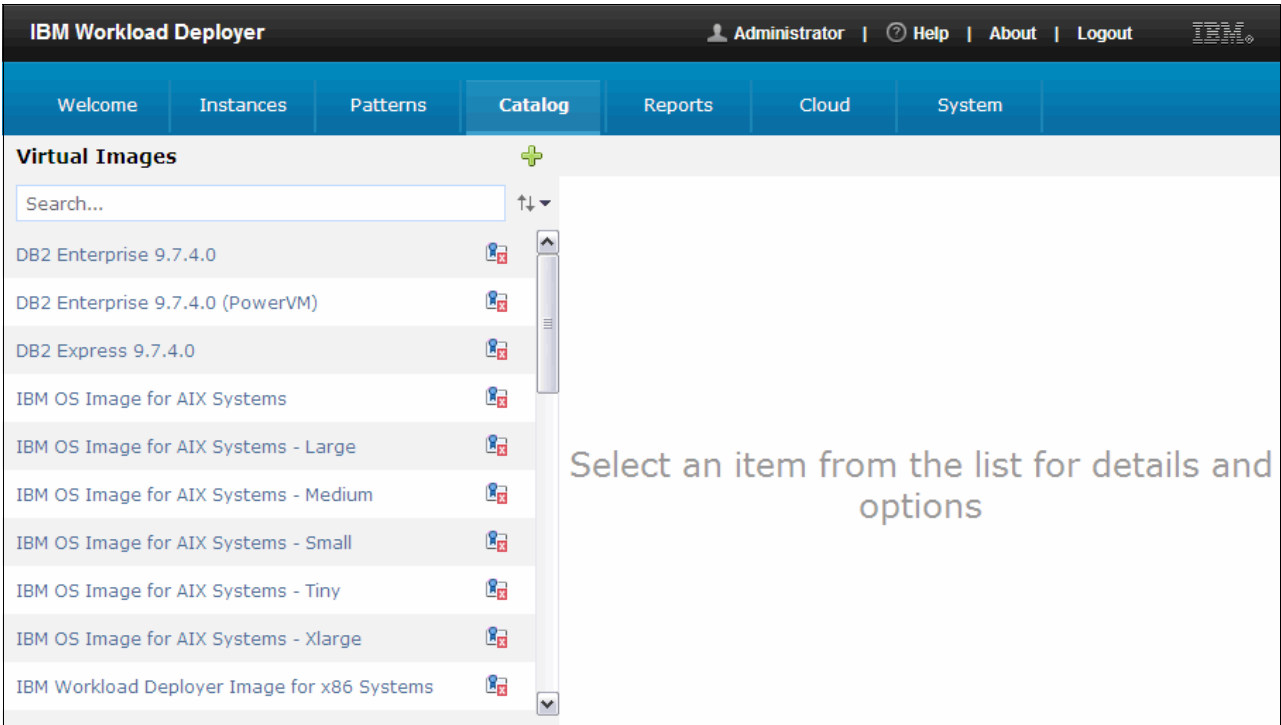 IBM Workload Deployer
Administrator | Help | About | Logout IBM®
Welcome Instances Patterns Catalog Reports Cloud System
Virtual Images
Search...
DB2 Enterprise 9.7.4.0
DB2 Enterprise 9.7.4.0 (PowerVM)
DB2 Express 9.7.4.0
IBM OS Image for AIX Systems
IBM OS Image for AIX Systems - Large
IBM OS Image for AIX Systems - Medium
IBM OS Image for AIX Systems - Small
IBM OS Image for AIX Systems - Tiny
IBM OS Image for AIX Systems - Xlarge
IBM Workload Deployer Image for x86 Systems
Select an item from the list for details and
options